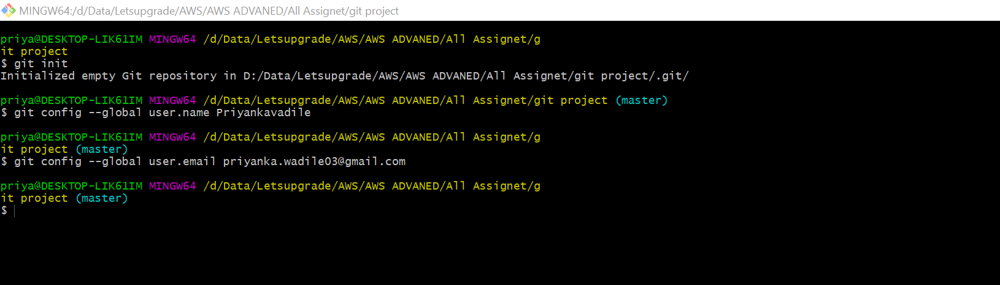 MINGW64:/d/Data/Letsupgrade/AWS/AWS ADVANED/All Assignet/git project
priya@DESKTOP-LIK61IM MINGW64 /d/Data/Letsupgrade/AWS/AWS ADVANED/All Assignet/g
it project
$ git init
Initialized empty Git repository in D:/Data/Letsupgrade/AWS/AWS ADVANED/All Assignet/git project/.git/
priya@DESKTOP-LIK61IM MINGW64 /d/Data/Letsupgrade/AWS/AWS ADVANED/All Assignet/git project (master)
$ git config --global user.name Priyankavadile
priya@DESKTOP-LIK61IM MINGW64 /d/Data/Letsupgrade/AWS/AWS ADVANED/All Assignet/g
it project (master)
$ git config --global user.email priyanka.wadile03@gmail.com
priya@DESKTOP-LIK61IM MINGW64 /d/Data/Letsupgrade/AWS/AWS ADVANED/All Assignet/g
it project (master)
$